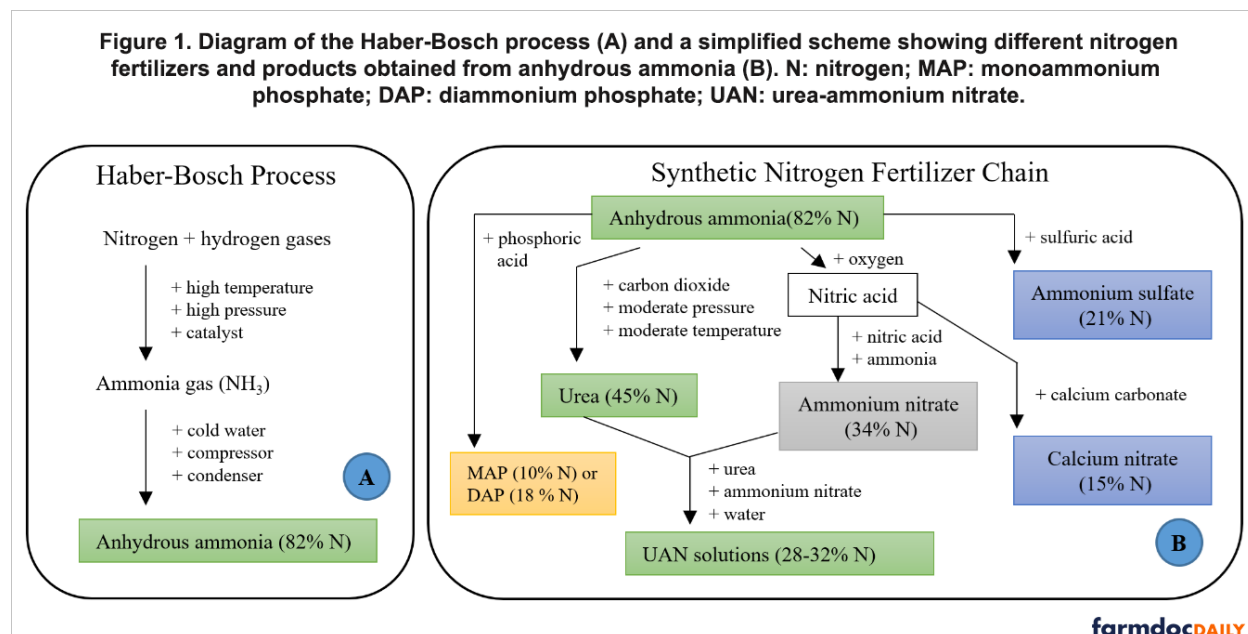 Figure 1. Diagram of the Haber-Bosch process (A) and a simplified scheme showing different nitrogen
fertilizers and products obtained from anhydrous ammonia (B). N: nitrogen; MAP: monoammonium
phosphate; DAP: diammonium phosphate; UAN: urea-ammonium nitrate.
Haber-Bosch Process
Nitrogen + hydrogen gases
+ high temperature
+ high pressure
+ catalyst
Ammonia gas (NH₃)
+ cold water
+ compressor
+ condenser
A
Anhydrous ammonia (82% N)
Synthetic Nitrogen Fertilizer Chain
Anhydrous ammonia(82% N)
+ phosphoric
acid
+ carbon dioxide
+ moderate pressure
+ moderate temperature
+ oxygen
+ sulfuric acid
Nitric acid
Ammonium sulfate
(21% N)
+ nitric acid
+ ammonia
Urea (45% N)
Ammonium nitrate
(34% N)
+ calcium carbonate
MAP (10% N) or
DAP (18 % N)
+ urea
+ ammonium nitrate
+ water
Calcium nitrate
(15% N)
UAN solutions (28-32% N)
B
farmdocDAILY